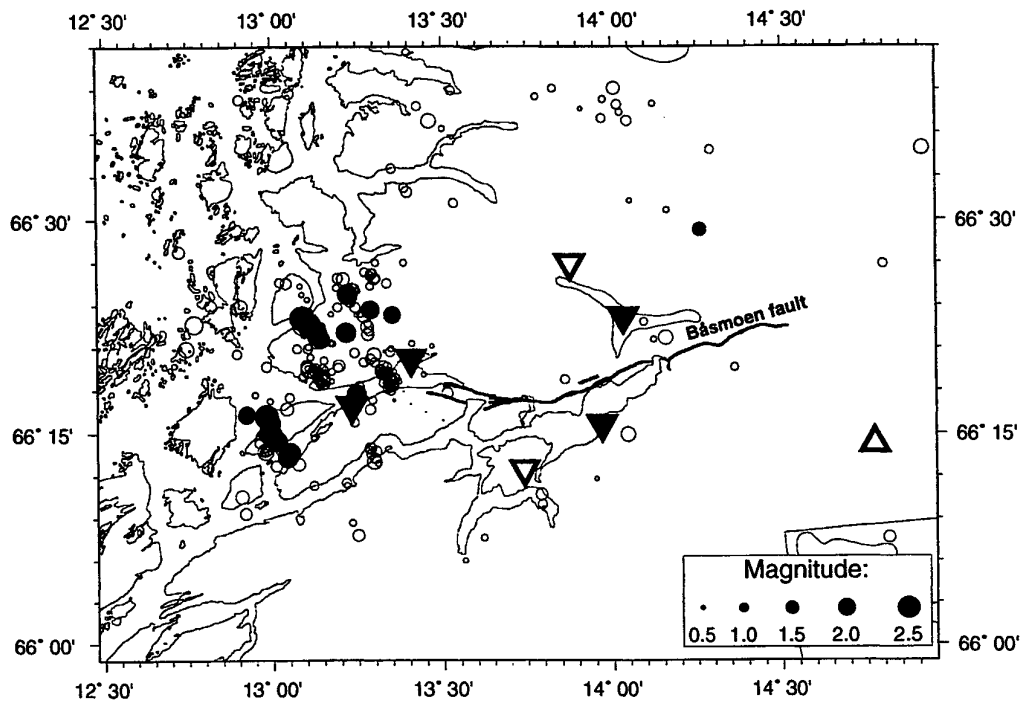 12° 30' 13° 00' 13° 30' 14° 00' 14° 30'
66° 30' 66° 30'
Båsmoen fault
66° 15' 66° 15'
Magnitude:
0.5 1.0 1.5 2.0 2.5
66° 00' 66° 00'
12° 30' 13° 00' 13° 30' 14° 00' 14° 30'